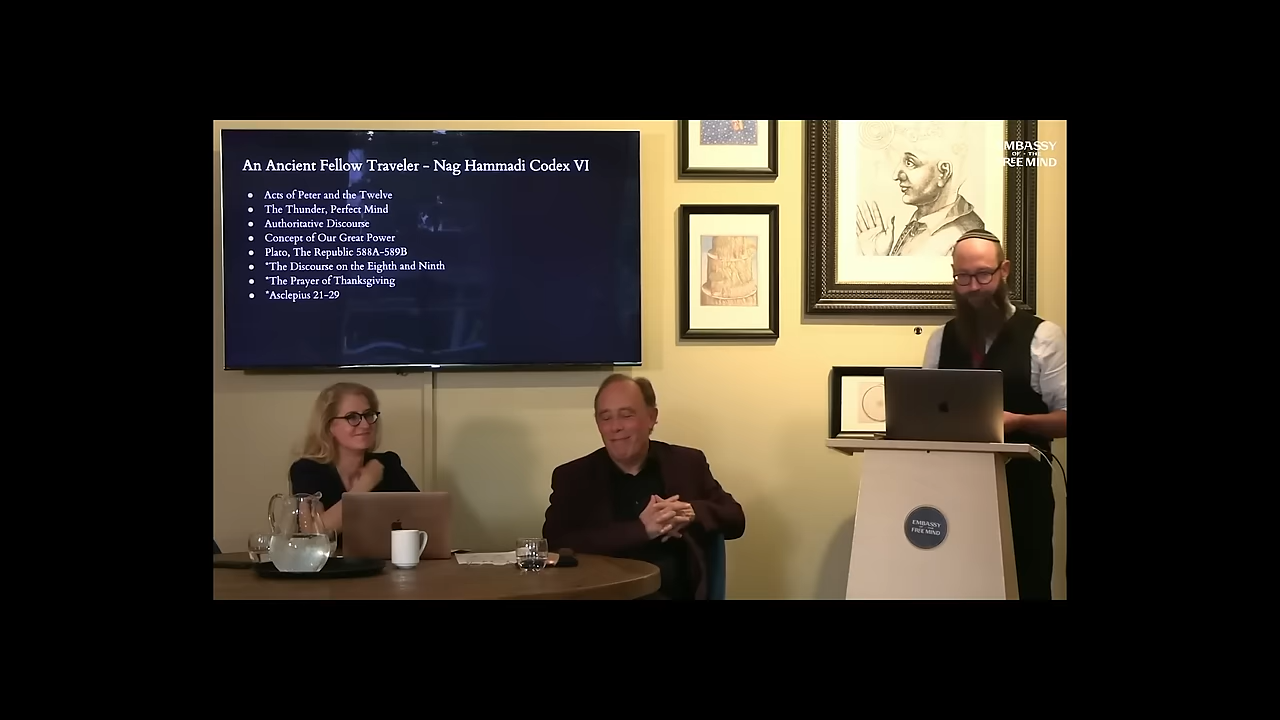 An Ancient Fellow Traveler – Nag Hammadi Codex VI
● Acts of Peter and the Twelve
● The Thunder, Perfect Mind
● Authoritative Discourse
● Concept of Our Great Power
● Plato, The Republic 588A-589B
● *The Discourse on the Eighth and Ninth
● *The Prayer of Thanksgiving
● *Asclepius 21-29
EMBASSY
OF THE
FREE MIND
EMBASSY
OF THE
FREE MIND